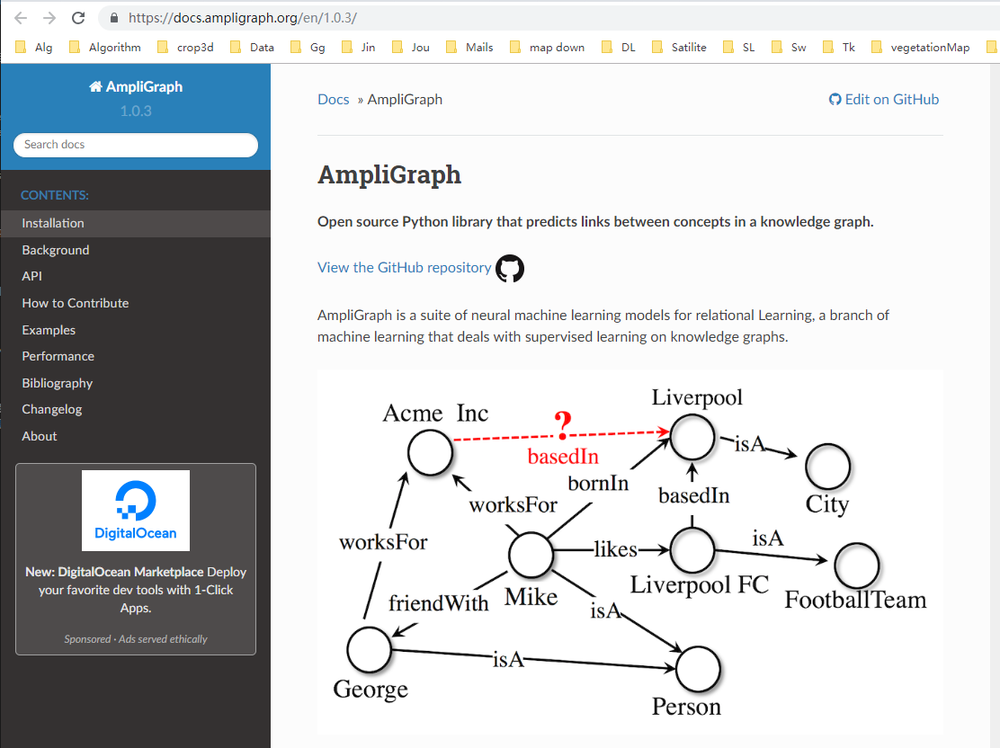 https://docs.ampligraph.org/en/1.0.3/
Alg Algorithm crop3d Data Gg Jin Jou Mails map down DL Satilite SL Sw Tk vegetationMap
AmpliGraph
1.0.3
Search docs
CONTENTS:
Installation
Background
API
How to Contribute
Examples
Performance
Bibliography
Changelog
About
DigitalOcean
New: DigitalOcean Marketplace Deploy
your favorite dev tools with 1-Click
Apps.
Sponsored · Ads served ethically
Docs » AmpliGraph
Edit on GitHub
AmpliGraph
Open source Python library that predicts links between concepts in a knowledge graph.
View the GitHub repository
AmpliGraph is a suite of neural machine learning models for relational Learning, a branch of
machine learning that deals with supervised learning on knowledge graphs.
Liverpool
Acme Inc
?
isA
basedIn
bornIn
basedIn
City
worksFor
worksFor
likes
isA
Liverpool FC
Mike
FootballTeam
friendWith
isA
isA
George
Person